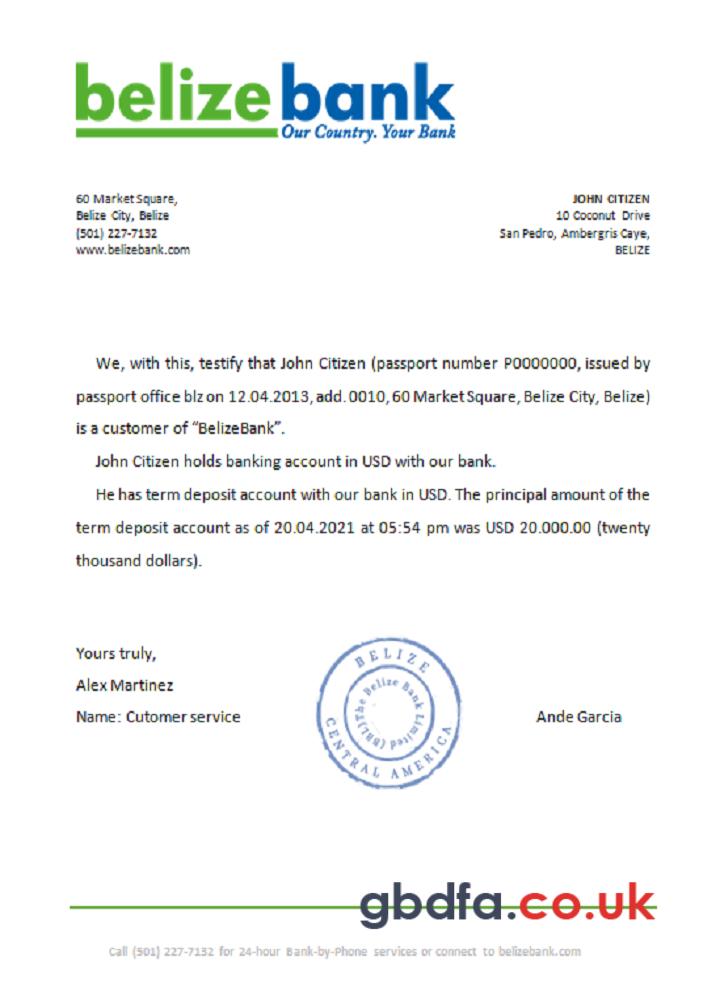 belizebank
Our Country. Your Bank
60 Market Square,
Belize City, Belize
(501) 227-7132
www.belizebank.com
JOHN CITIZEN
10 Coconut Drive
San Pedro, Ambergris Caye,
BELIZE
We, with this, testify that John Citizen (passport number P0000000, issued by
passport office blz on 12.04.2013, add. 0010, 60 Market Square, Belize City, Belize)
is a customer of “BelizeBank”.
John Citizen holds banking account in USD with our bank.
He has term deposit account with our bank in USD. The principal amount of the
term deposit account as of 20.04.2021 at 05:54 pm was USD 20.000.00 (twenty
thousand dollars).
Yours truly,
Alex Martinez
Name: Cutomer service
BELIZE
CENTRAL AMERICA
The Belize Bank Limited (BBL)
Ande Garcia
gbdfa.co.uk
Call (501) 227-7132 for 24-hour Bank-by-Phone services or connect to belizebank.com